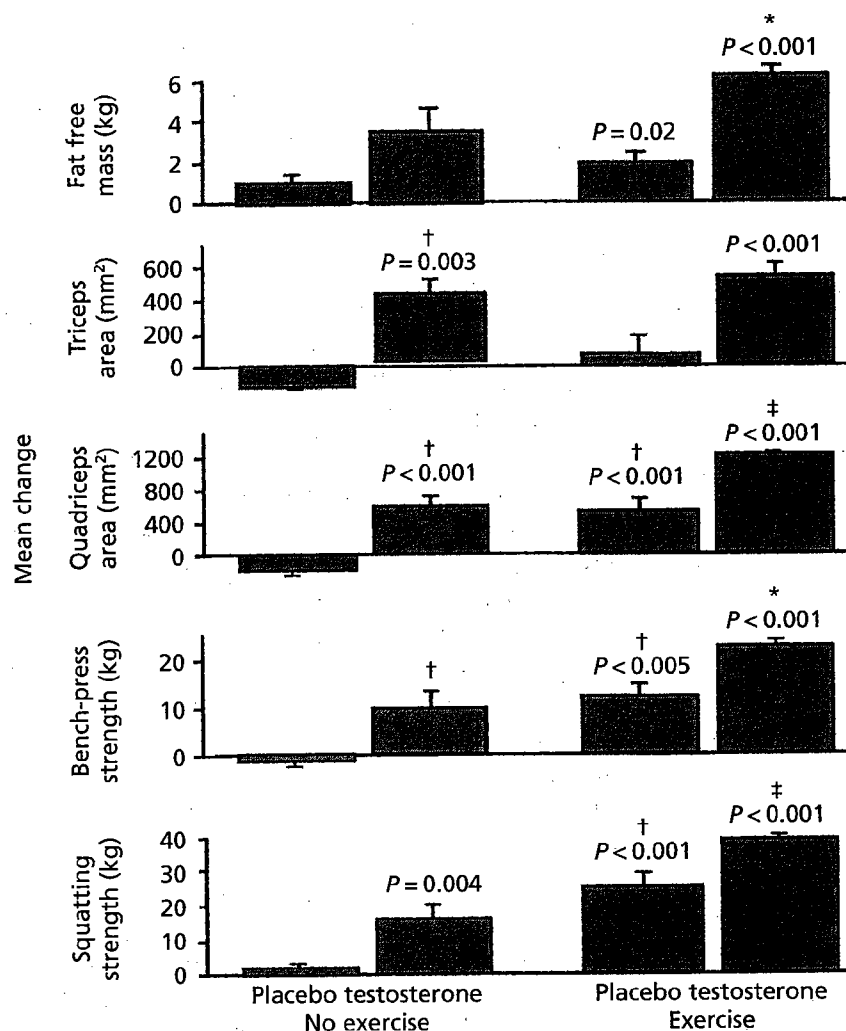 *
P < 0.001
Fat free
mass (kg)
6
4
2
0
P = 0.02
†
P = 0.003
P < 0.001
Triceps
area (mm²)
600
400
200
0
‡
P < 0.001
†
P < 0.001
†
P < 0.001
Mean change
Quadriceps
area (mm²)
1200
800
400
0
*
P < 0.001
†
†
P < 0.005
Bench-press
strength (kg)
20
10
0
‡
P < 0.001
†
P < 0.001
P = 0.004
Squatting
strength (kg)
40
30
20
10
0
Placebo testosterone
No exercise
Placebo testosterone
Exercise